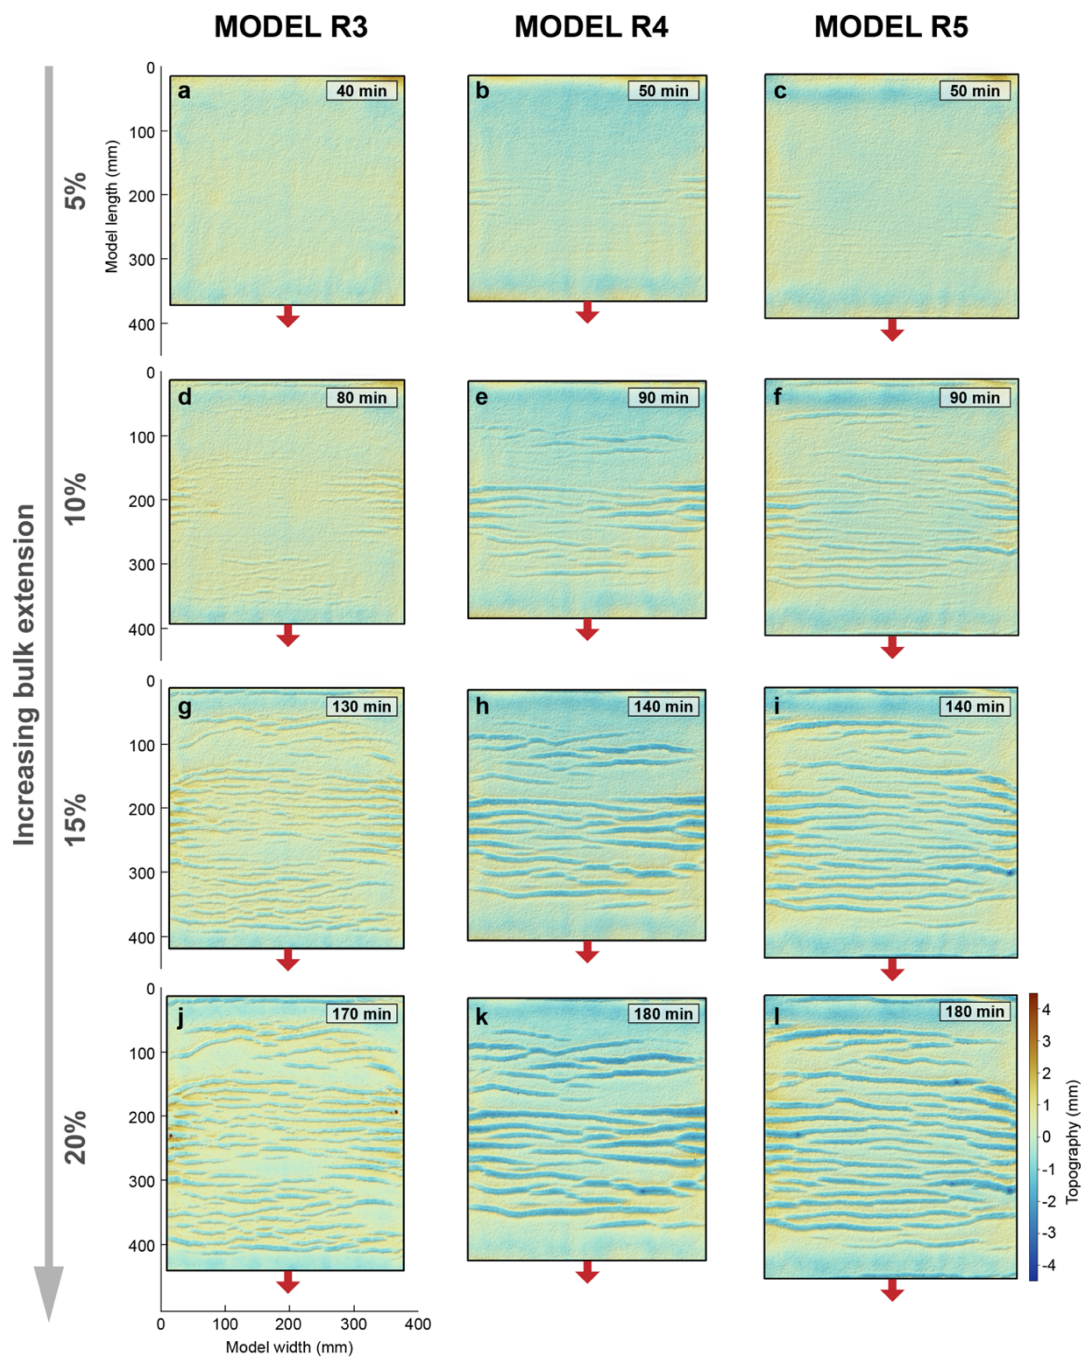 MODEL R3 MODEL R4 MODEL R5
Increasing bulk extension
5%
0
100
200
300
400
Model length (mm)
a 40 min
b 50 min
c 50 min
10%
0
100
200
300
400
d 80 min
e 90 min
f 90 min
15%
0
100
200
300
400
g 130 min
h 140 min
i 140 min
20%
0
100
200
300
400
j 170 min
k 180 min
l 180 min
4
3
2
1
0
-1
-2
-3
-4
Topography (mm)
0 100 200 300 400
Model width (mm)